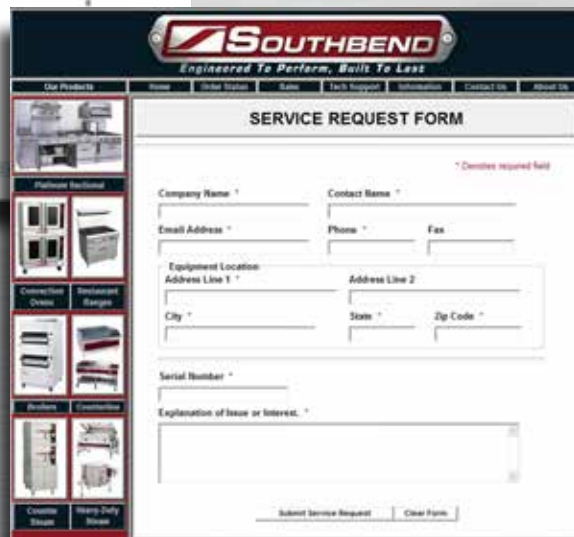 SOUTHBEND
Engineered To Perform, Built To Last
Our Products Home Order Status Sales Tech Support Information Contact Us About Us
SERVICE REQUEST FORM
* Denotes required field
Platinum Sectional
Company Name * Contact Name *
Email Address * Phone * Fax
Equipment Location
Address Line 1 * Address Line 2
Convection Ovens Restaurant Ranges
City * State * Zip Code *
Serial Number *
Broilers Counterline
Explanation of Issue or Interest. *
Counter Steam Heavy-Duty Steam
Submit Service Request Clear Form